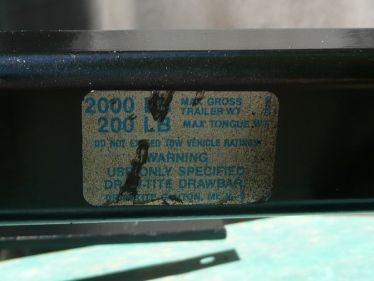 2000 LB MAX GROSS
TRAILER WT
200 LB MAX TONGUE WT
DO NOT EXCEED TOW VEHICLE RATING
WARNING
USE ONLY SPECIFIED
DRAW-TITE DRAWBAR